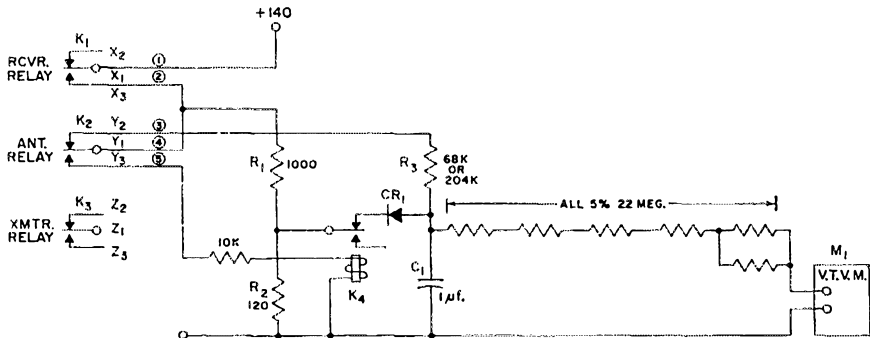 +140
K1
X2
①
RCVR.
RELAY
X1
②
X3
K2
Y2
③
ANT.
RELAY
Y1
④
Y3
⑤
R1
1000
R3
68K
OR
204K
CR1
ALL 5% 22 MEG.
K3
Z2
XMTR.
RELAY
Z1
Z3
10K
R2
120
K4
C1
1μf.
M1
V.T.V.M.